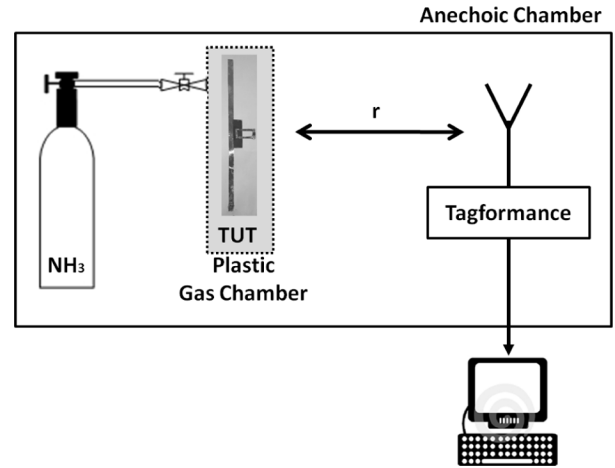 Anechoic Chamber
r
Tagformance
TUT
NH₃
Plastic
Gas Chamber